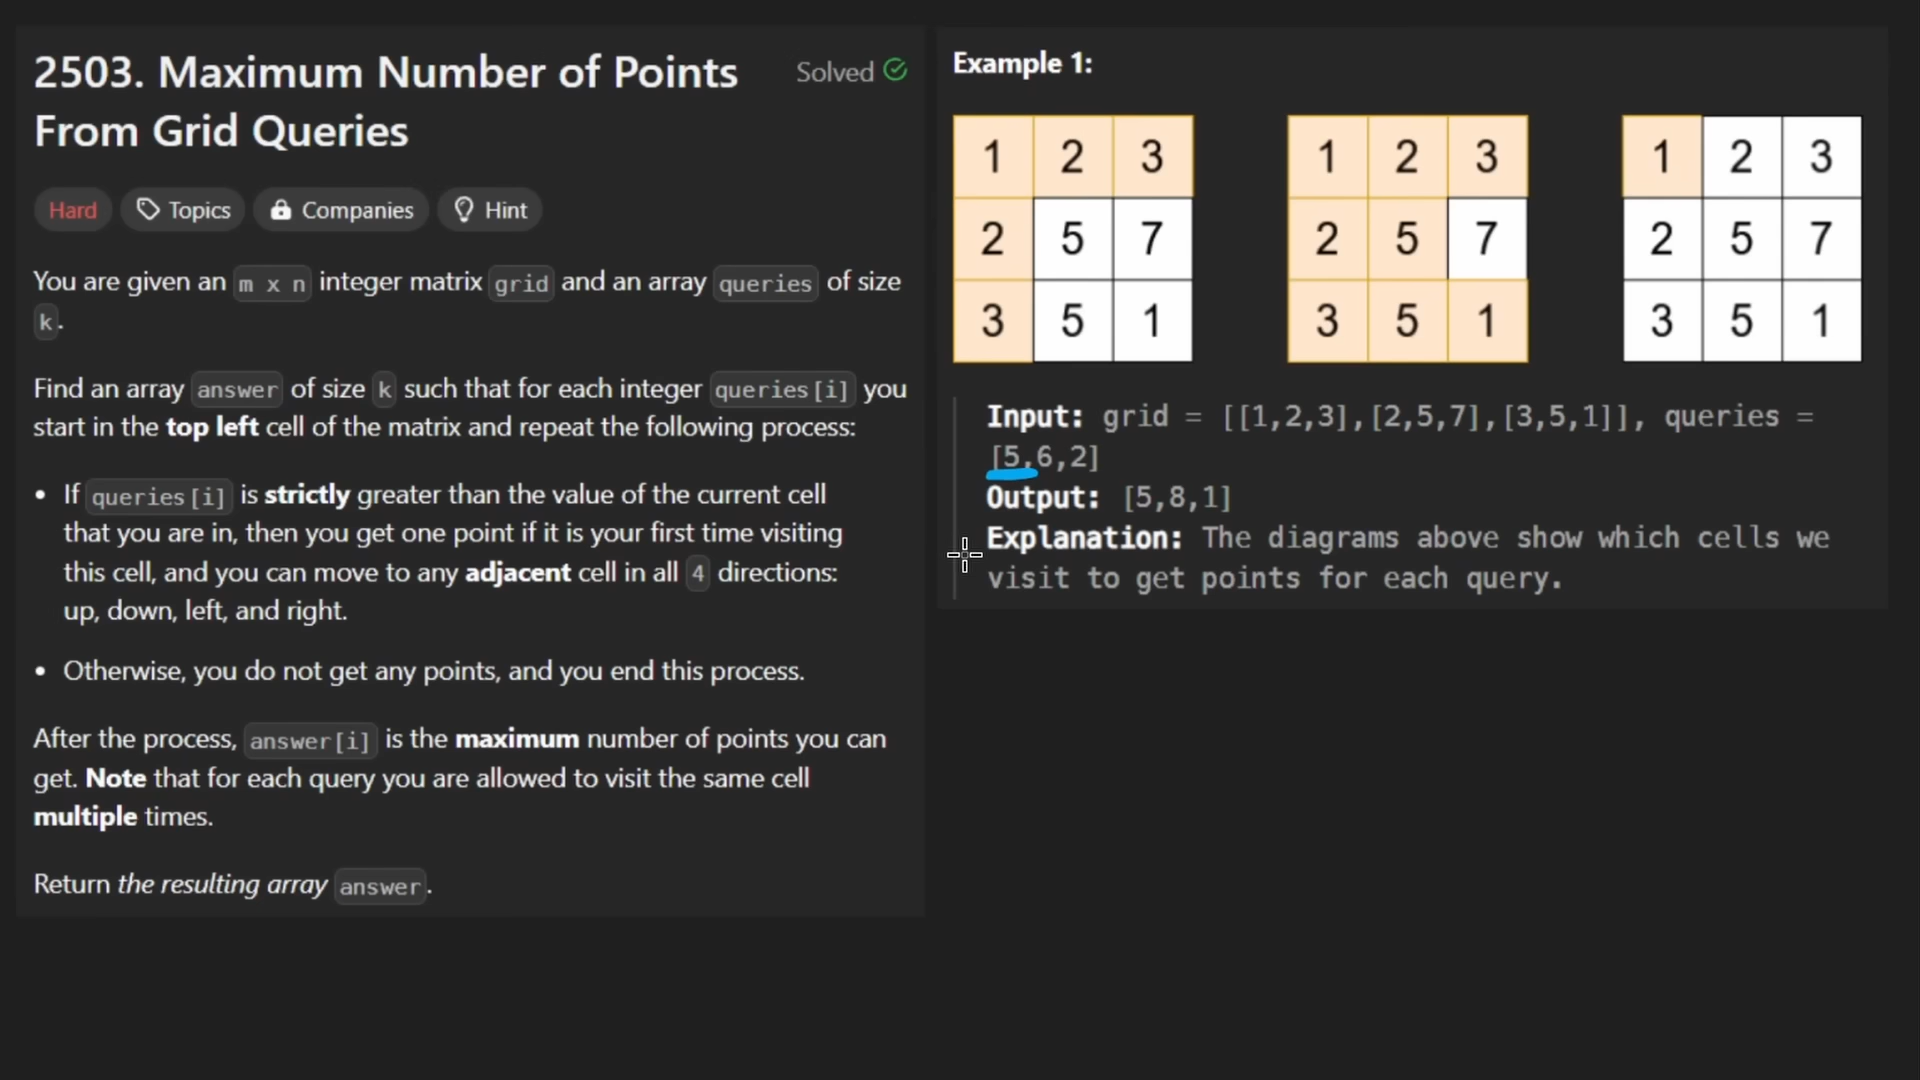 2503. Maximum Number of Points
From Grid Queries
Solved
Hard
Topics
Companies
Hint
You are given an m x n integer matrix grid and an array queries of size
k.
Find an array answer of size k such that for each integer queries[i] you
start in the top left cell of the matrix and repeat the following process:
• If queries[i] is strictly greater than the value of the current cell
that you are in, then you get one point if it is your first time visiting
this cell, and you can move to any adjacent cell in all 4 directions:
up, down, left, and right.
• Otherwise, you do not get any points, and you end this process.
After the process, answer[i] is the maximum number of points you can
get. Note that for each query you are allowed to visit the same cell
multiple times.
Return the resulting array answer.
Example 1:
1 2 3
2 5 7
3 5 1
1 2 3
2 5 7
3 5 1
1 2 3
2 5 7
3 5 1
Input: grid = [[1,2,3],[2,5,7],[3,5,1]], queries =
[5,6,2]
Output: [5,8,1]
Explanation: The diagrams above show which cells we
visit to get points for each query.